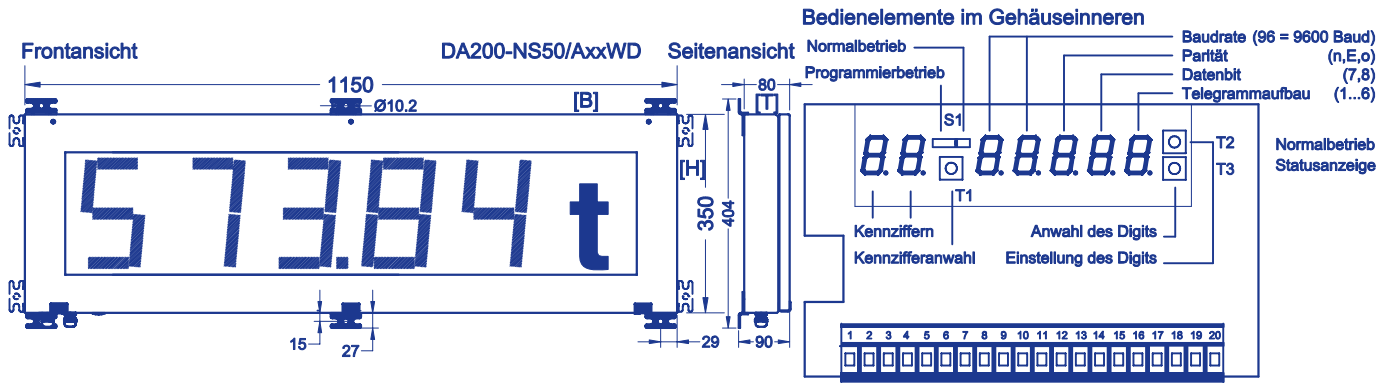 Bedienelemente im Gehäuseinneren
Frontansicht
DA200-NS50/AxxWD
Seitenansicht
Normalbetrieb
Programmierbetrieb
Baudrate (96 = 9600 Baud)
Parität (n,E,o)
Datenbit (7,8)
Telegrammaufbau (1...6)
1150
Ø10.2
[B]
80
S1
T2
T3
T1
Normalbetrieb
Statusanzeige
[H]
350
404
573.84 t
88 88888
Kennziffern
Anwahl des Digits
Kennzifferanwahl
Einstellung des Digits
15
27
29
90
1 2 3 4 5 6 7 8 9 10 11 12 13 14 15 16 17 18 19 20